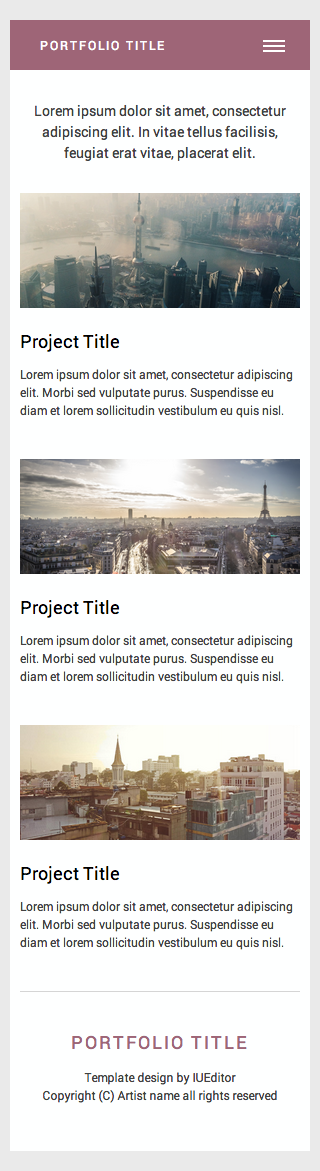 PORTFOLIO TITLE
Lorem ipsum dolor sit amet, consectetur
adipiscing elit. In vitae tellus facilisis,
feugiat erat vitae, placerat elit.
Project Title
Lorem ipsum dolor sit amet, consectetur adipiscing
elit. Morbi sed vulputate purus. Suspendisse eu
diam et lorem sollicitudin vestibulum eu quis nisl.
Project Title
Lorem ipsum dolor sit amet, consectetur adipiscing
elit. Morbi sed vulputate purus. Suspendisse eu
diam et lorem sollicitudin vestibulum eu quis nisl.
Project Title
Lorem ipsum dolor sit amet, consectetur adipiscing
elit. Morbi sed vulputate purus. Suspendisse eu
diam et lorem sollicitudin vestibulum eu quis nisl.
PORTFOLIO TITLE
Template design by IUEditor
Copyright (C) Artist name all rights reserved